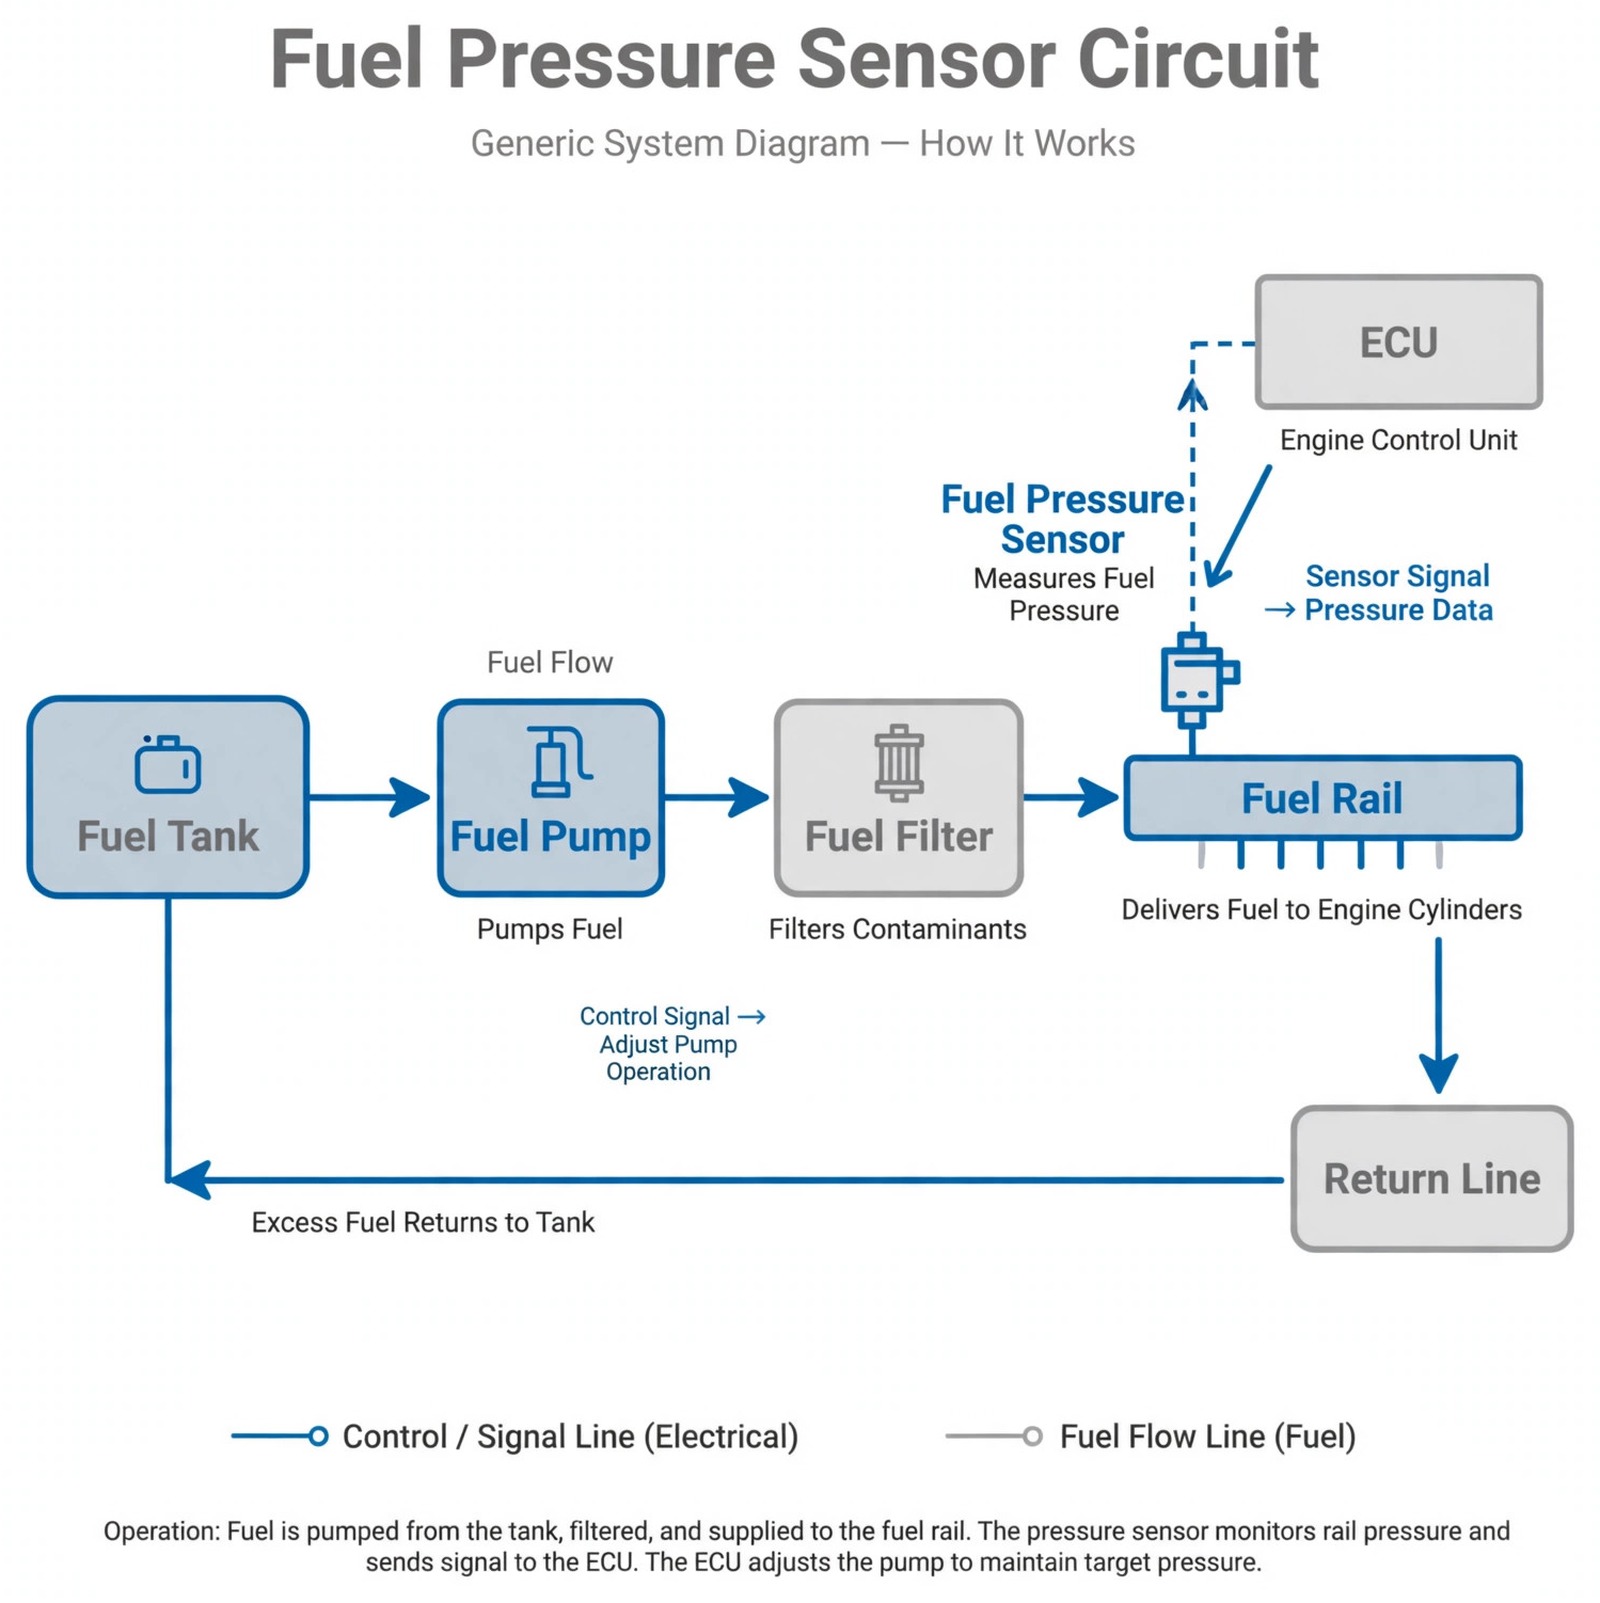 Fuel Pressure Sensor Circuit
Generic System Diagram — How It Works
ECU
Engine Control Unit
Fuel Pressure
Sensor
Measures Fuel
Pressure
Sensor Signal
→ Pressure Data
Fuel Flow
Fuel Tank
Fuel Pump
Fuel Filter
Fuel Rail
Pumps Fuel
Filters Contaminants
Delivers Fuel to Engine Cylinders
Control Signal →
Adjust Pump
Operation
Return Line
Excess Fuel Returns to Tank
Control / Signal Line (Electrical)
Fuel Flow Line (Fuel)
Operation: Fuel is pumped from the tank, filtered, and supplied to the fuel rail. The pressure sensor monitors rail pressure and
sends signal to the ECU. The ECU adjusts the pump to maintain target pressure.